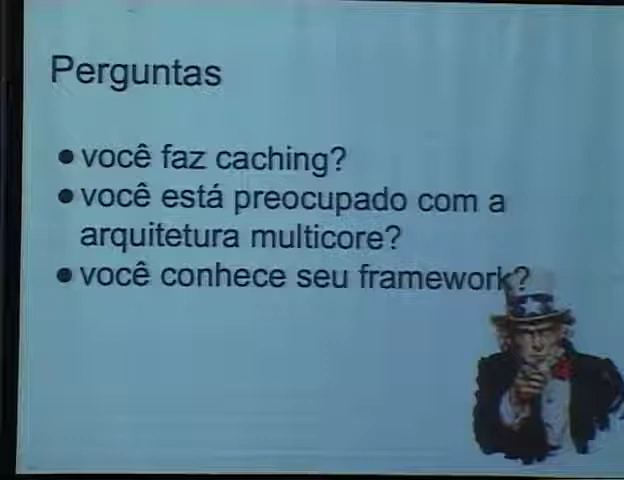 Perguntas
● você faz caching?
● você está preocupado com a
arquitetura multicore?
● você conhece seu framework?